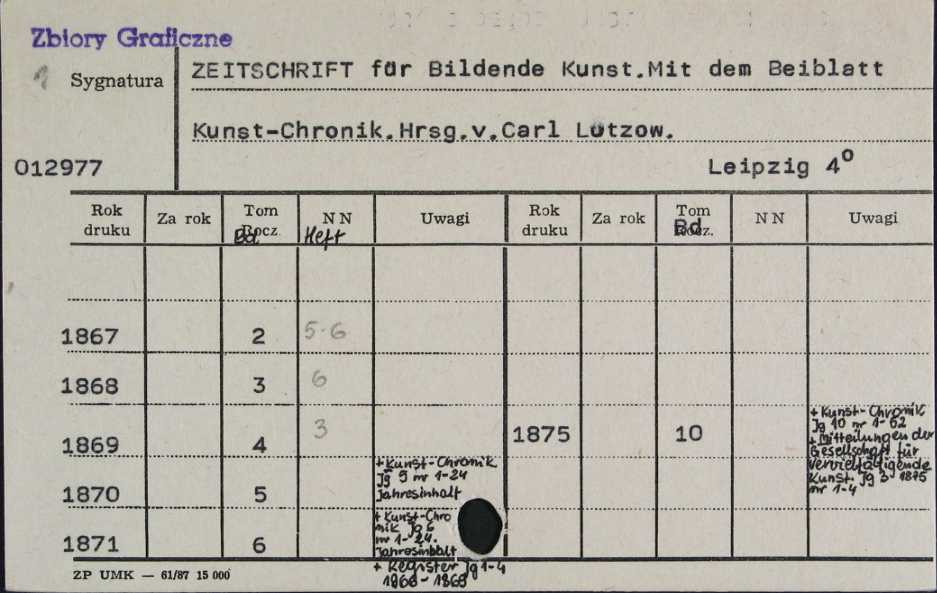 Zbiory Graficzne
1 Sygnatura
ZEITSCHRIFT für Bildende Kunst.Mit dem Beiblatt
Kunst-Chronik.Hrsg.v.Carl Lützow.
012977
Leipzig 4°
Rok druku Za rok Tom Rocz. Bd NN Heft Uwagi Rok druku Za rok Tom Rocz. Bd NN Uwagi
1867 2 5-6
1868 3 6
1869 4 3 1875 10
+ Kunst-Chronik
Jg 10 nr 1-62
+ Mitteilungen der
Gesellschaft für
vervielfältigende
Kunst Jg 3 1875
nr 1-4
1870 5
+ Kunst-Chronik
Jg 5 nr 1-24
Jahresinhalt
1871 6
+ Kunst-Chro
nik Jg 6
nr 1-24.
Jahresinhalt
+ Register Jg 1-4
1866-1869
ZP UMK — 61/87 15 000